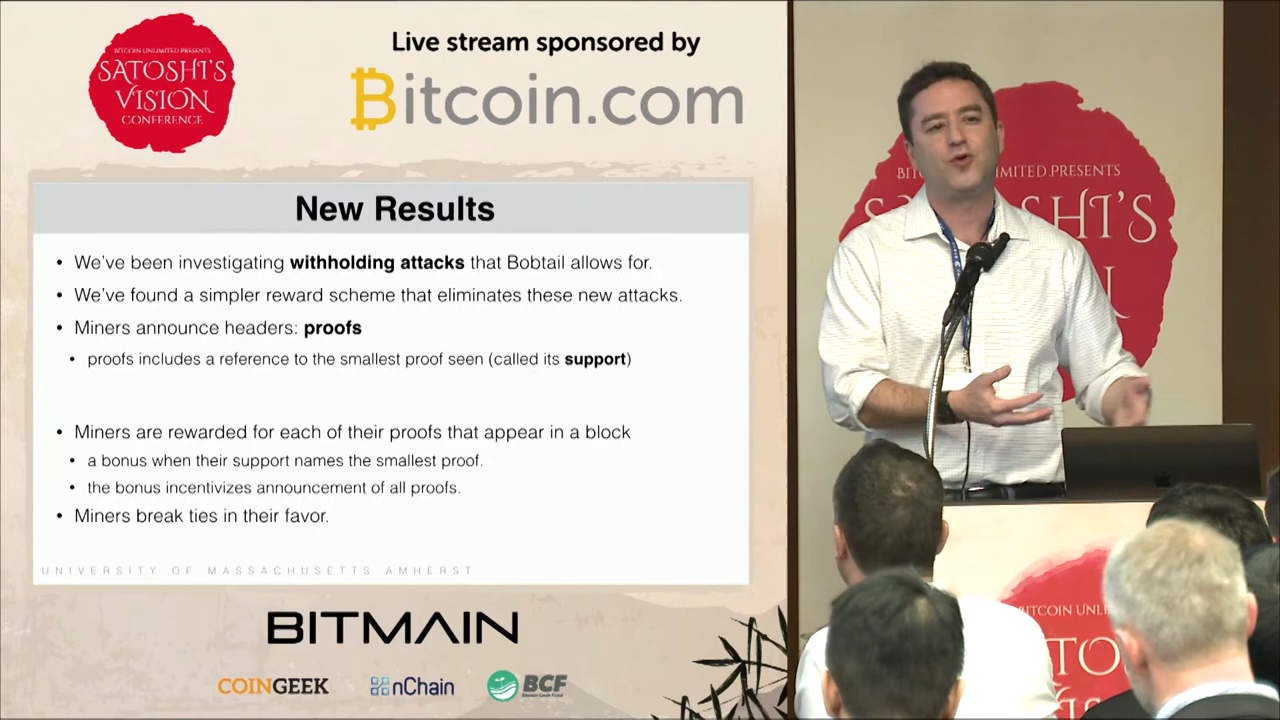 BITCOIN UNLIMITED PRESENTS
SATOSHI'S
VISION
CONFERENCE
Live stream sponsored by
Bitcoin.com
New Results
• We've been investigating withholding attacks that Bobtail allows for.
• We've found a simpler reward scheme that eliminates these new attacks.
• Miners announce headers: proofs
• proofs includes a reference to the smallest proof seen (called its support)
• Miners are rewarded for each of their proofs that appear in a block
• a bonus when their support names the smallest proof.
• the bonus incentivizes announcement of all proofs.
• Miners break ties in their favor.
UNIVERSITY OF MASSACHUSETTS AMHERST
BITMAIN
COINGEEK
nChain
BCF
PRESENTS
SHI'S
BITCOIN